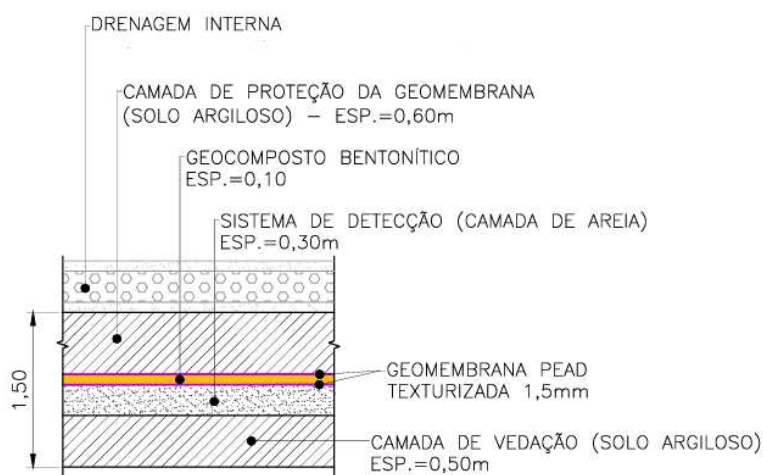 DRENAGEM INTERNA
CAMADA DE PROTEÇÃO DA GEOMEMBRANA
(SOLO ARGILOSO) – ESP.=0,60m
GEOCOMPOSTO BENTONÍTICO
ESP.=0,10
SISTEMA DE DETECÇÃO (CAMADA DE AREIA)
ESP.=0,30m
1,50
GEOMEMBRANA PEAD
TEXTURIZADA 1,5mm
CAMADA DE VEDAÇÃO (SOLO ARGILOSO)
ESP.=0,50m